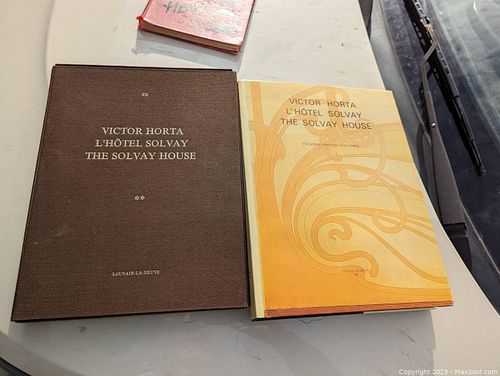 XX
VICTOR HORTA
L'HÔTEL SOLVAY
THE SOLVAY HOUSE
**
LOUVAIN-LA-NEUVE
VICTOR HORTA
L'HÔTEL SOLVAY
THE SOLVAY HOUSE
Copyright 2023 - MaxSold.com